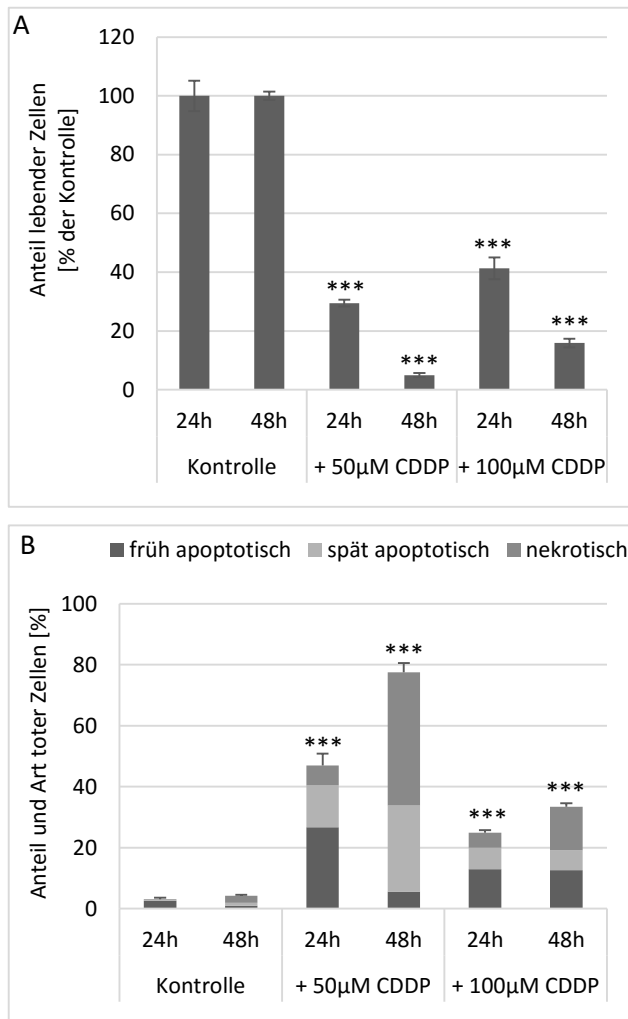 A
Anteil lebender Zellen
[% der Kontrolle]
120
100
80
60
40
20
0
*** *** *** ***
24h 48h 24h 48h 24h 48h
Kontrolle + 50µM CDDP + 100µM CDDP
B
früh apoptotisch spät apoptotisch nekrotisch
Anteil und Art toter Zellen [%]
100
80
60
40
20
0
*** *** *** ***
24h 48h 24h 48h 24h 48h
Kontrolle + 50µM CDDP + 100µM CDDP